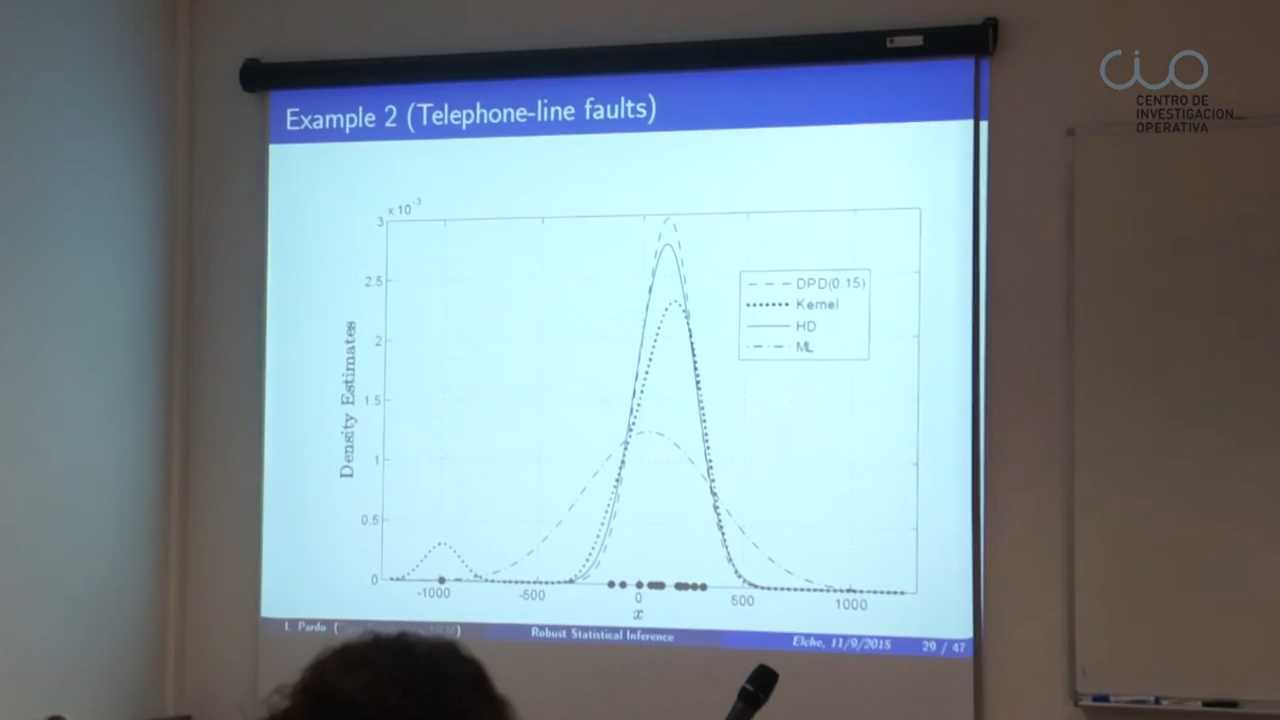 Example 2 (Telephone-line faults)
CiO
CENTRO DE
INVESTIGACION
OPERATIVA
x 10⁻³
3
2.5
2
1.5
1
0.5
0
Density Estimates
DPD(0.15)
Kernel
HD
ML
-1000
-500
0
500
1000
x
L. Pardo (
Robust Statistical Inference
Elche, 11/9/2015
29 / 47